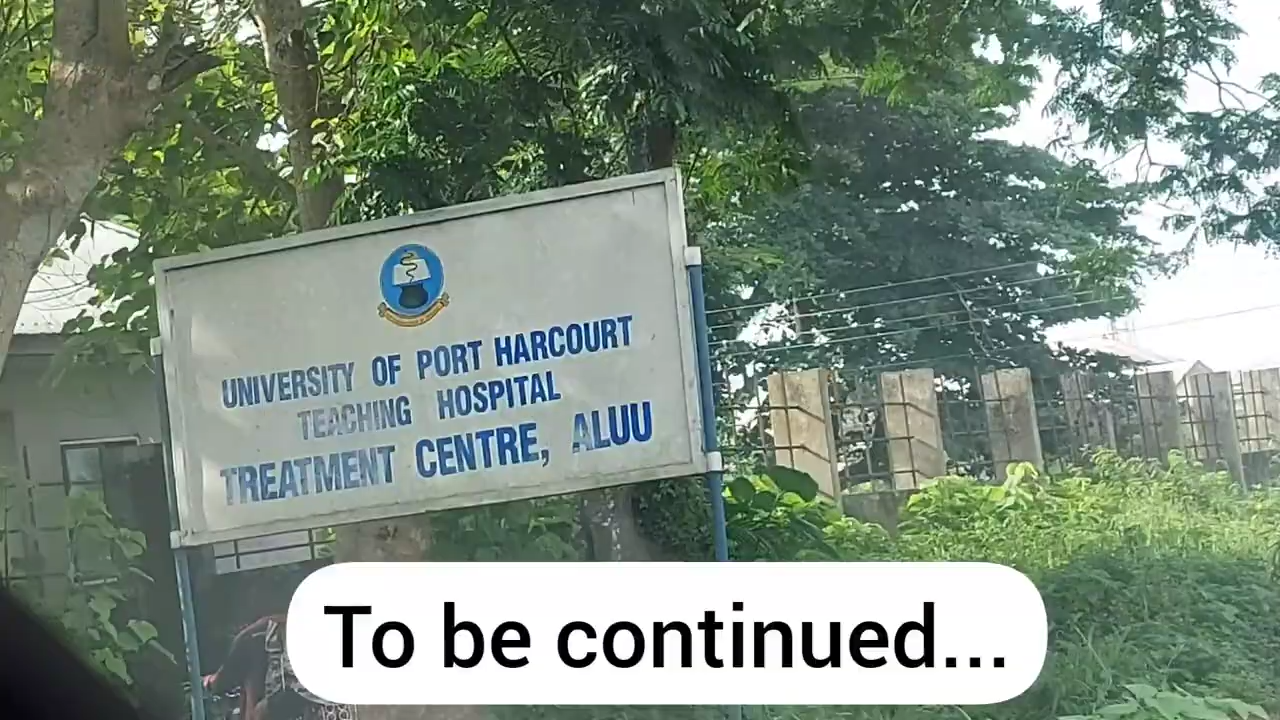 UNIVERSITY OF PORT HARCOURT
TEACHING HOSPITAL
TREATMENT CENTRE, ALUU
To be continued...